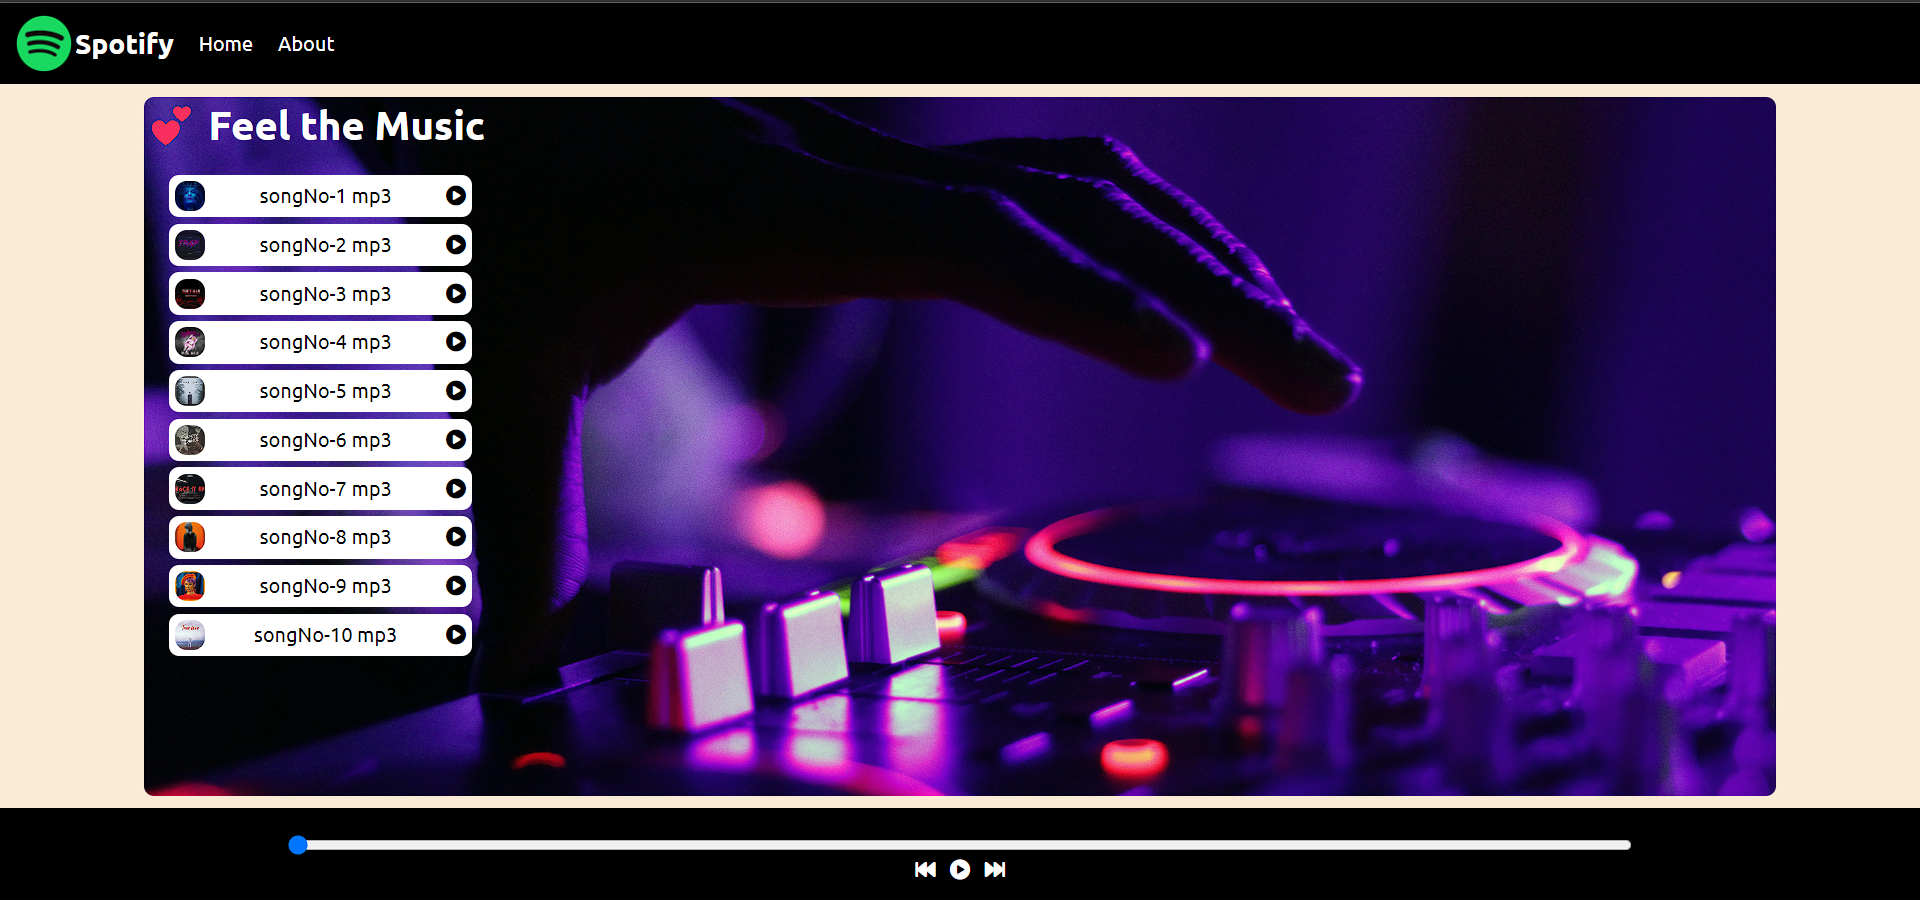 Spotify Home About
Feel the Music
songNo-1 mp3
songNo-2 mp3
songNo-3 mp3
songNo-4 mp3
songNo-5 mp3
songNo-6 mp3
songNo-7 mp3
songNo-8 mp3
songNo-9 mp3
songNo-10 mp3